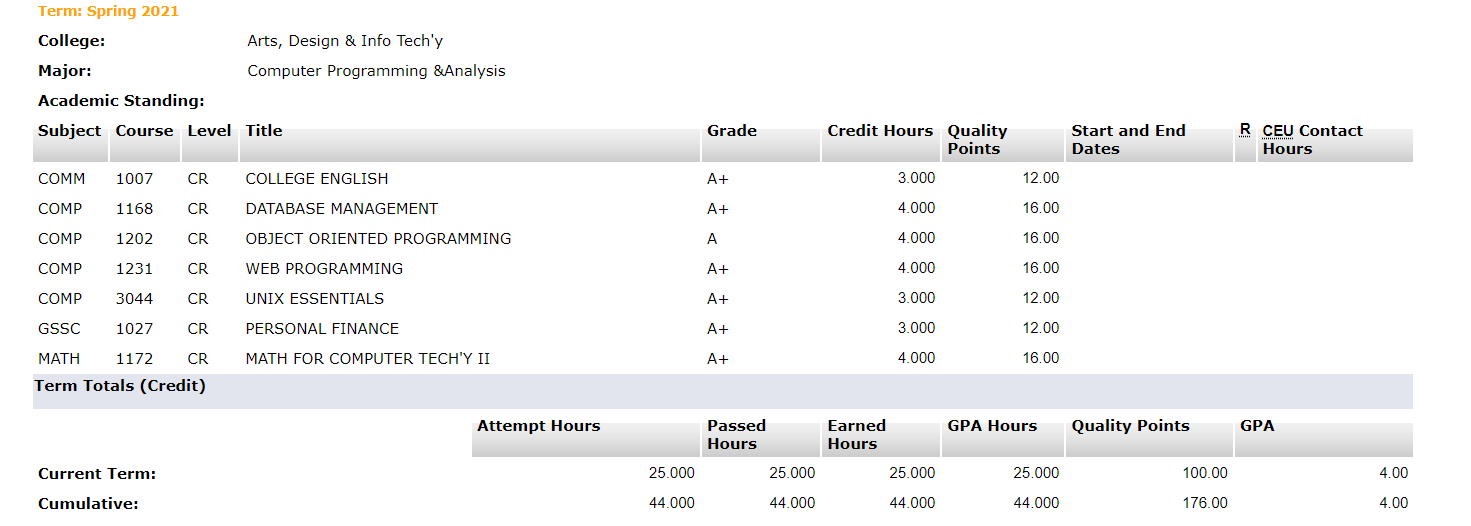 Term: Spring 2021
College: Arts, Design & Info Tech'y
Major: Computer Programming &Analysis
Academic Standing:
Subject Course Level Title Grade Credit Hours Quality Points Start and End Dates R CEU Contact Hours
COMM 1007 CR COLLEGE ENGLISH A+ 3.000 12.00
COMP 1168 CR DATABASE MANAGEMENT A+ 4.000 16.00
COMP 1202 CR OBJECT ORIENTED PROGRAMMING A 4.000 16.00
COMP 1231 CR WEB PROGRAMMING A+ 4.000 16.00
COMP 3044 CR UNIX ESSENTIALS A+ 3.000 12.00
GSSC 1027 CR PERSONAL FINANCE A+ 3.000 12.00
MATH 1172 CR MATH FOR COMPUTER TECH'Y II A+ 4.000 16.00
Term Totals (Credit)
Attempt Hours Passed Hours Earned Hours GPA Hours Quality Points GPA
Current Term: 25.000 25.000 25.000 25.000 100.00 4.00
Cumulative: 44.000 44.000 44.000 44.000 176.00 4.00